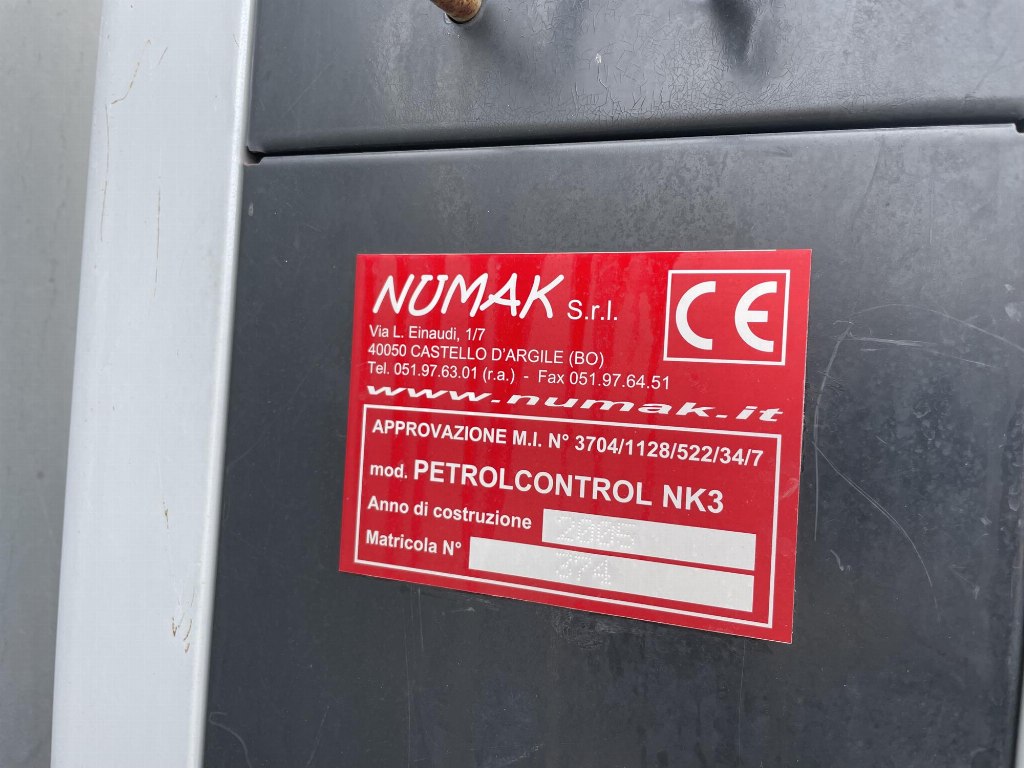 NUMAK S.r.l.
CE
Via L. Einaudi, 1/7
40050 CASTELLO D'ARGILE (BO)
Tel. 051.97.63.01 (r.a.) - Fax 051.97.64.51
www.numak.it
APPROVAZIONE M.I. N° 3704/1128/522/34/7
mod. PETROLCONTROL NK3
Anno di costruzione 2005
Matricola N° 374